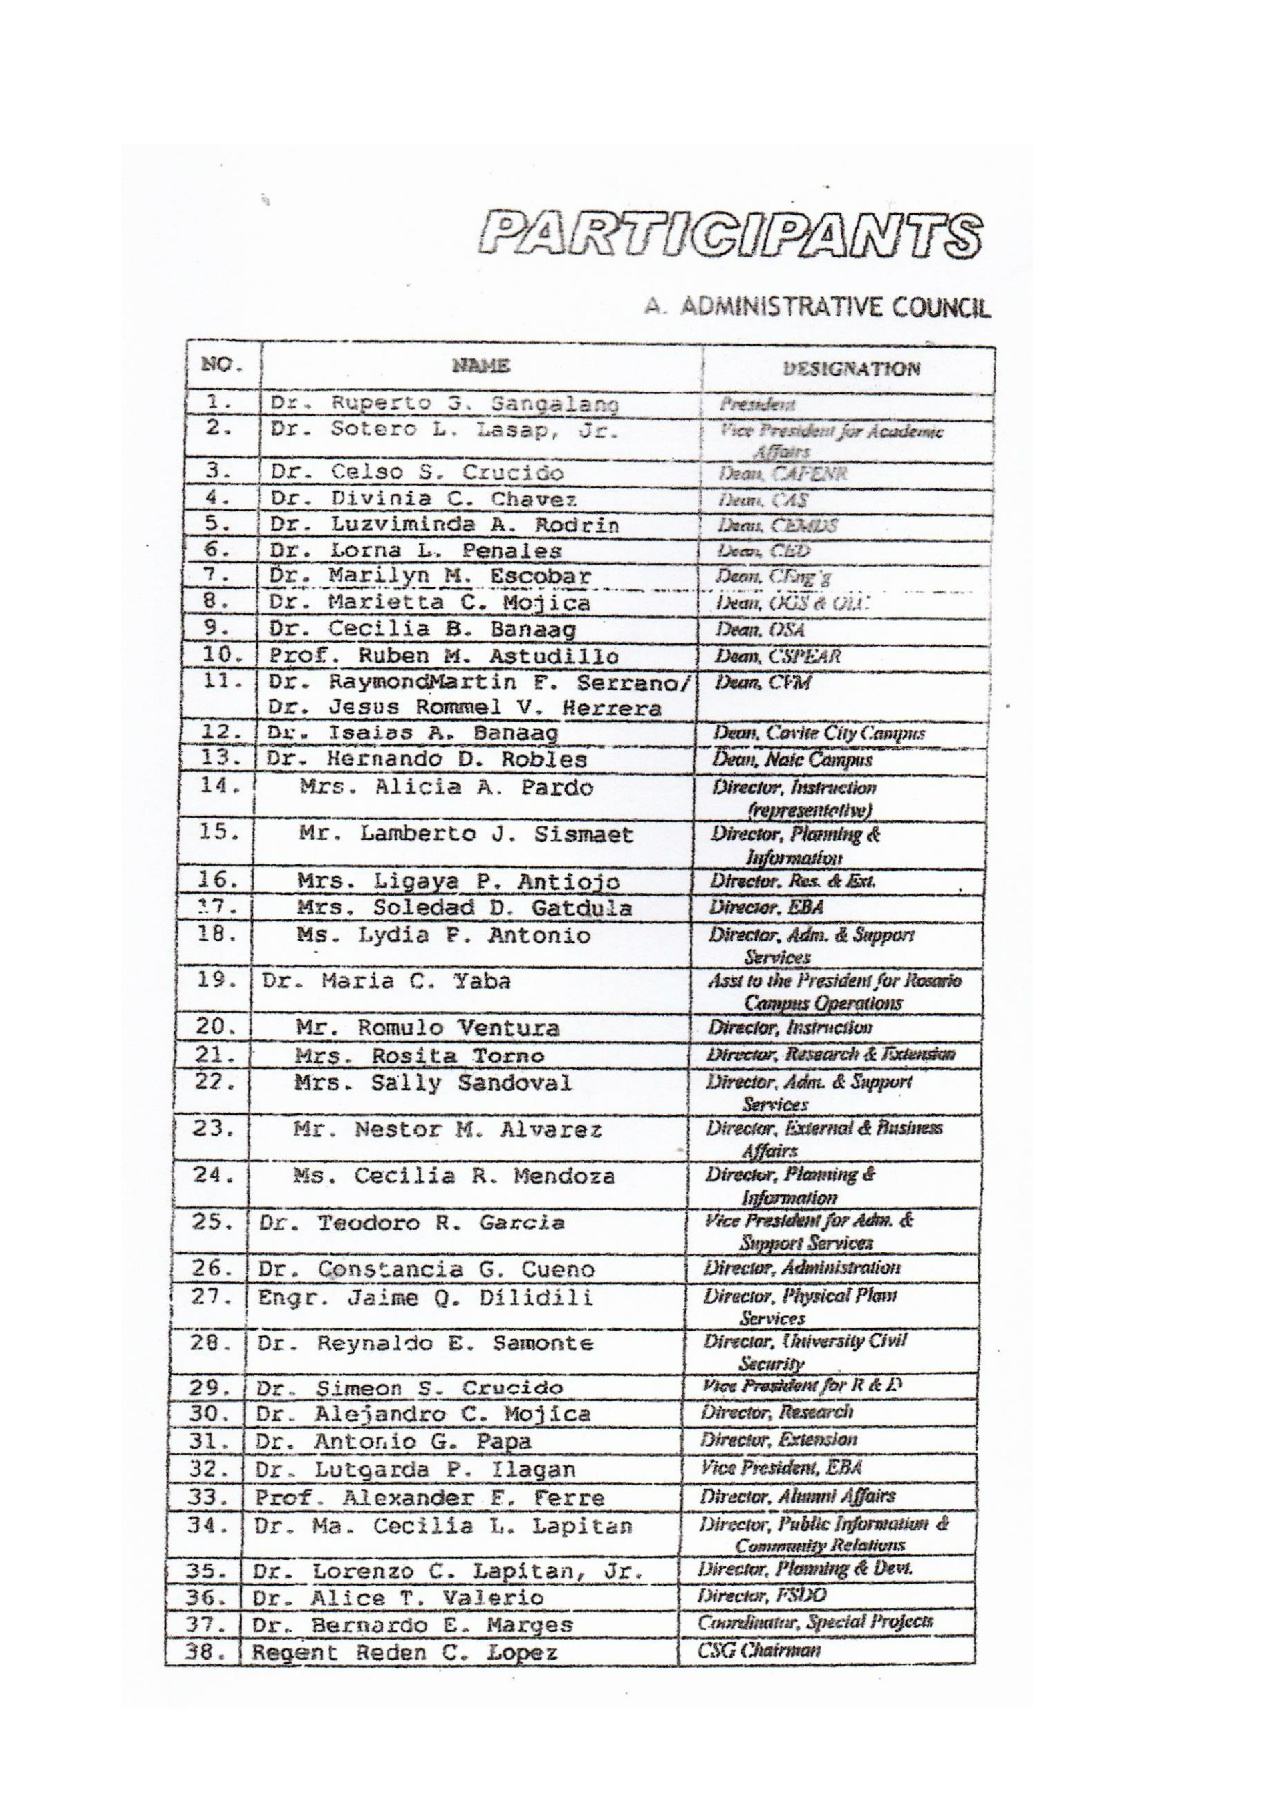 PARTICIPANTS
A. ADMINISTRATIVE COUNCIL
NO. NAME DESIGNATION
1. Dr. Ruperto S. Sangalang President
2. Dr. Sotero L. Lasap, Jr. Vice President for Academic
Affairs
3. Dr. Celso S. Crucido Dean, CAFENR
4. Dr. Divinia C. Chavez Dean, CAS
5. Dr. Luzviminda A. Rodrin Dean, CEMDS
6. Dr. Lorna L. Penales Dean, CED
7. Dr. Marilyn M. Escobar Dean, CEng'g
8. Dr. Marietta C. Mojica Dean, OGS &
9. Dr. Cecilia B. Banaag Dean, OSA
10. Prof. Ruben M. Astudillo Dean, CSPEAR
11. Dr. RaymondMartin F. Serrano/ Dean, CFM
Dr. Jesus Rommel V. Herrera
12. Dr. Isaias A. Banaag Dean, Cavite City Campus
13. Dr. Hernando D. Robles Dean, Naic Campus
14. Mrs. Alicia A. Pardo Director, Instruction
(representative)
15. Mr. Lamberto J. Sismaet Director, Planning &
Information
16. Mrs. Ligaya P. Antiojo Director, Res. & Ext.
17. Mrs. Soledad D. Gatdula Director, EBA
18. Ms. Lydia F. Antonio Director, Adm. & Support
Services
19. Dr. Maria C. Yaba Asst to the President for Rosario
Campus Operations
20. Mr. Romulo Ventura Director, Instruction
21. Mrs. Rosita Torno Director, Research & Extension
22. Mrs. Sally Sandoval Director, Adm. & Support
Services
23. Mr. Nestor M. Alvarez Director, External & Business
Affairs
24. Ms. Cecilia R. Mendoza Director, Planning &
Information
25. Dr. Teodoro R. Garcia Vice President for Adm. &
Support Services
26. Dr. Constancia G. Cueno Director, Administration
27. Engr. Jaime Q. Dilidili Director, Physical Plant
Services
28. Dr. Reynaldo E. Samonte Director, University Civil
Security
29. Dr. Simeon S. Crucido Vice President for R & D
30. Dr. Alejandro C. Mojica Director, Research
31. Dr. Antonio G. Papa Director, Extension
32. Dr. Lutgarda P. Ilagan Vice President, EBA
33. Prof. Alexander F. Ferre Director, Alumni Affairs
34. Dr. Ma. Cecilia L. Lapitan Director, Public Information &
Community Relations
35. Dr. Lorenzo C. Lapitan, Jr. Director, Planning & Devt.
36. Dr. Alice T. Valerio Director, FSDO
37. Dr. Bernardo E. Marges Coordinator, Special Projects
38. Regent Reden C. Lopez CSG Chairman